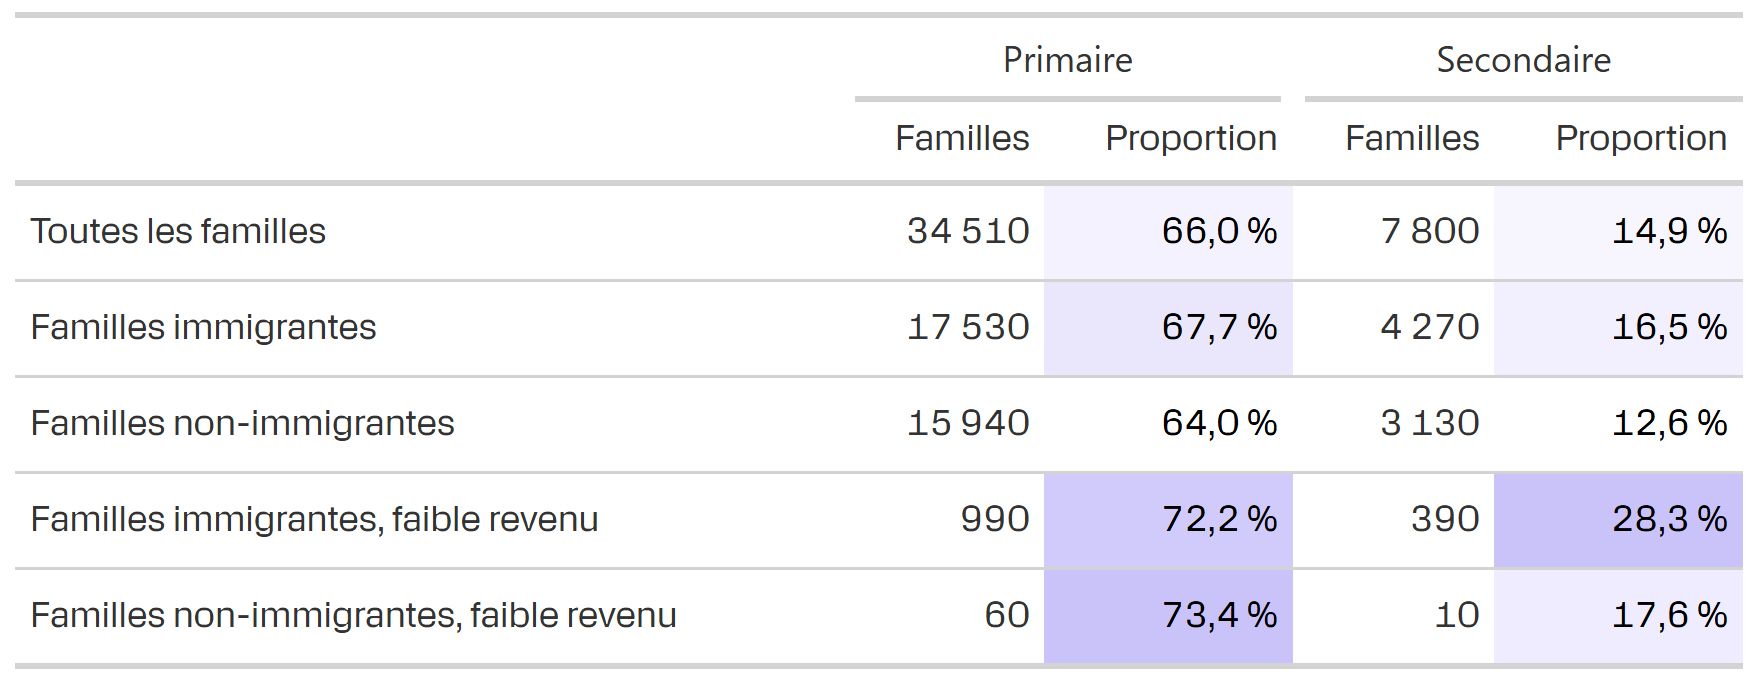 Primaire Secondaire
Familles Proportion Familles Proportion
Toutes les familles 34 510 66,0 % 7 800 14,9 %
Familles immigrantes 17 530 67,7 % 4 270 16,5 %
Familles non-immigrantes 15 940 64,0 % 3 130 12,6 %
Familles immigrantes, faible revenu 990 72,2 % 390 28,3 %
Familles non-immigrantes, faible revenu 60 73,4 % 10 17,6 %